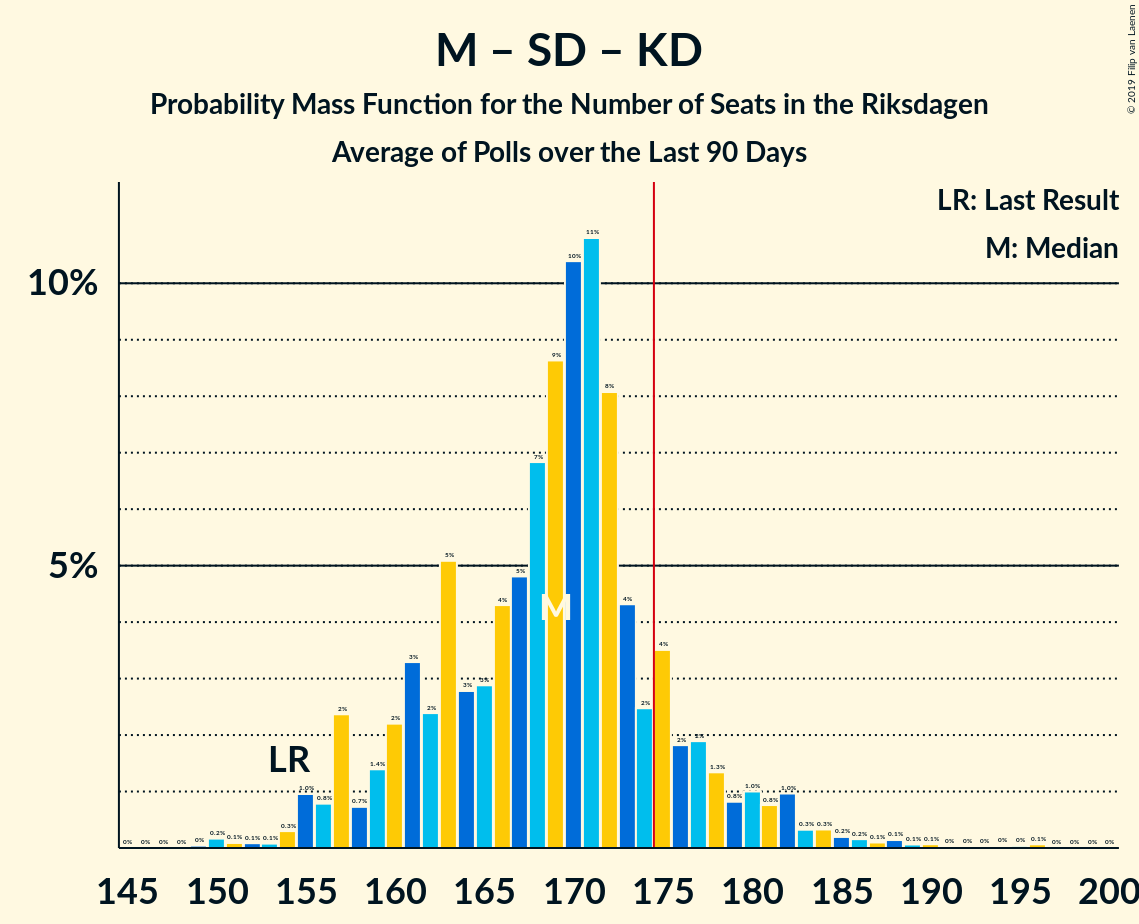 M – SD – KD
Probability Mass Function for the Number of Seats in the Riksdagen
Average of Polls over the Last 90 Days
© 2019 Filip van Laenen
LR: Last Result
M: Median
10%
5%
0% 0% 0% 0% 0% 0.2% 0.1% 0.1% 0.1% 0.3% 1.0% 0.8% 2% 0.7% 1.4% 2% 3% 2% 5% 3% 3% 4% 5% 7% 9% 10% 11% 8% 4% 2% 4% 2% 2% 1.3% 0.8% 1.0% 0.8% 1.0% 0.3% 0.3% 0.2% 0.2% 0.1% 0.1% 0.1% 0.1% 0% 0% 0% 0% 0% 0.1% 0% 0% 0% 0%
LR
M
145 150 155 160 165 170 175 180 185 190 195 200